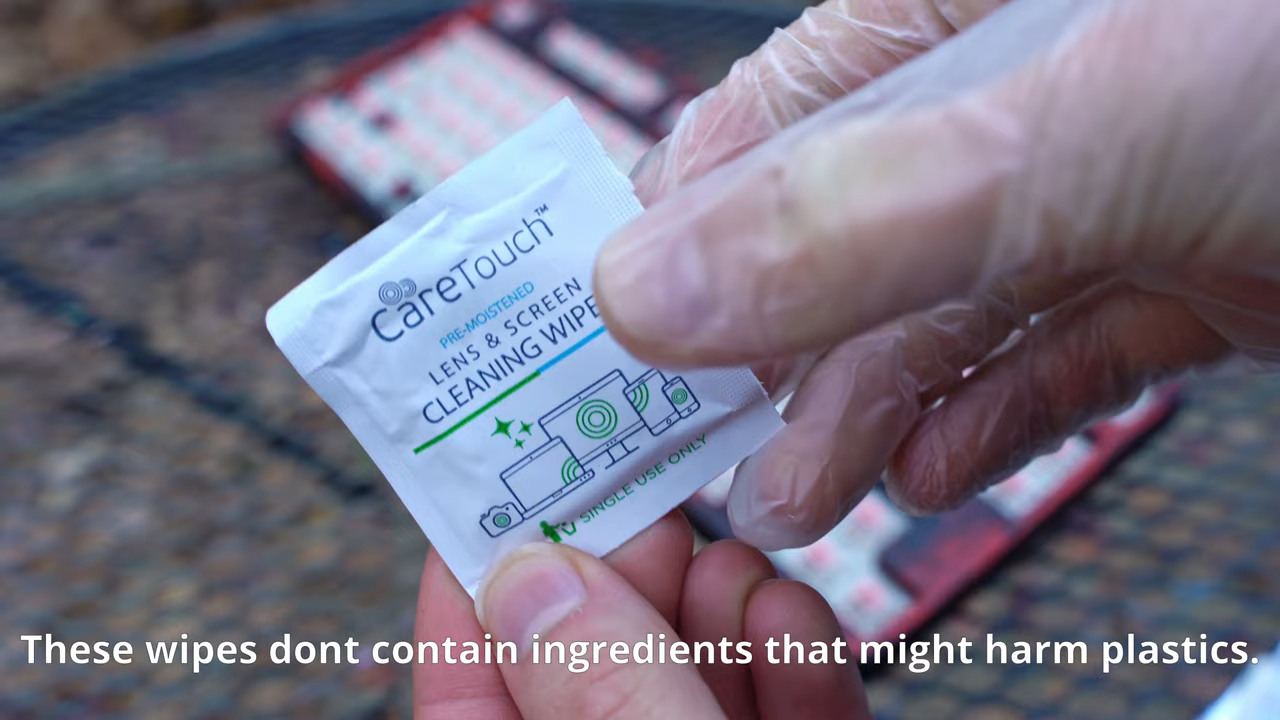 CareTouch™
PRE-MOISTENED
LENS & SCREEN
CLEANING WIPE
SINGLE USE ONLY
These wipes dont contain ingredients that might harm plastics.